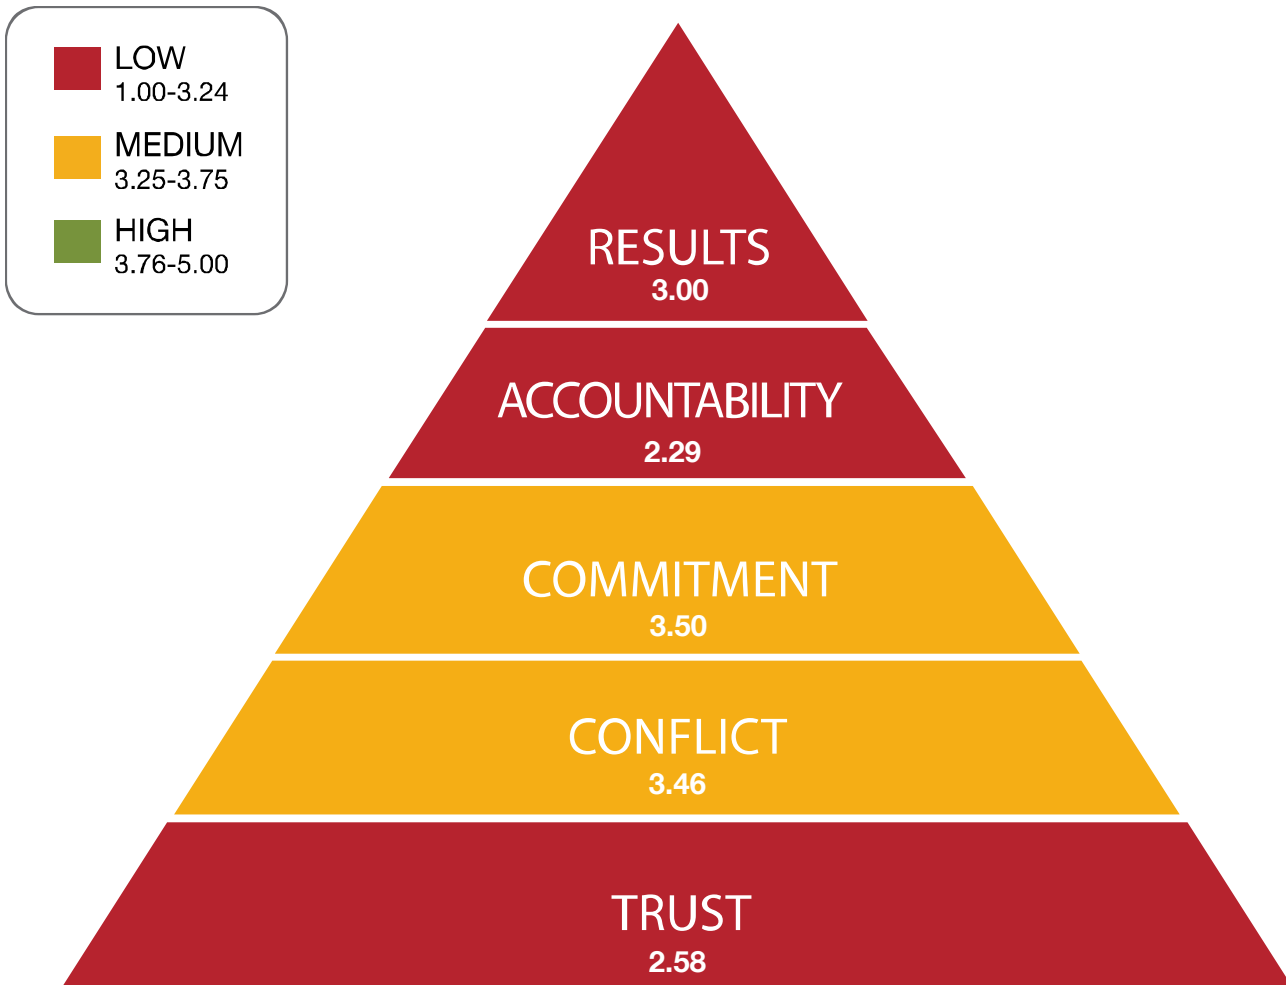 LOW
1.00-3.24
MEDIUM
3.25-3.75
HIGH
3.76-5.00
RESULTS
3.00
ACCOUNTABILITY
2.29
COMMITMENT
3.50
CONFLICT
3.46
TRUST
2.58